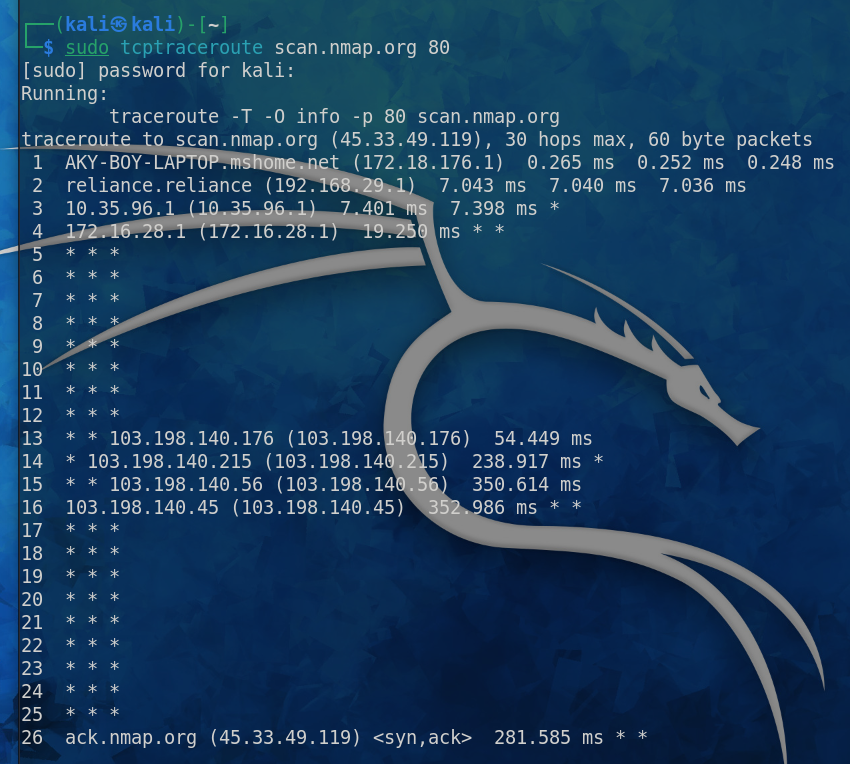 ┌──(kali㉿kali)-[~]
└─$ sudo tcptraceroute scan.nmap.org 80
[sudo] password for kali:
Running:
        traceroute -T -O info -p 80 scan.nmap.org
traceroute to scan.nmap.org (45.33.49.119), 30 hops max, 60 byte packets
 1  AKY-BOY-LAPTOP.mshome.net (172.18.176.1)  0.265 ms  0.252 ms  0.248 ms
 2  reliance.reliance (192.168.29.1)  7.043 ms  7.040 ms  7.036 ms
 3  10.35.96.1 (10.35.96.1)  7.401 ms  7.398 ms *
 4  172.16.28.1 (172.16.28.1)  19.250 ms * *
 5  * * *
 6  * * *
 7  * * *
 8  * * *
 9  * * *
10  * * *
11  * * *
12  * * *
13  * * 103.198.140.176 (103.198.140.176)  54.449 ms
14  * 103.198.140.215 (103.198.140.215)  238.917 ms *
15  * * 103.198.140.56 (103.198.140.56)  350.614 ms
16  103.198.140.45 (103.198.140.45)  352.986 ms * *
17  * * *
18  * * *
19  * * *
20  * * *
21  * * *
22  * * *
23  * * *
24  * * *
25  * * *
26  ack.nmap.org (45.33.49.119) <syn,ack>  281.585 ms * *